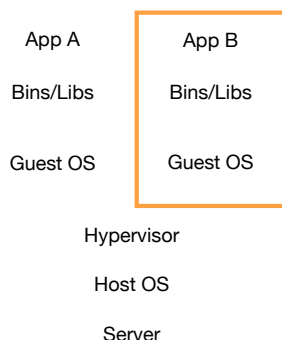 App A App B
Bins/Libs Bins/Libs
Guest OS Guest OS
Hypervisor
Host OS
Server